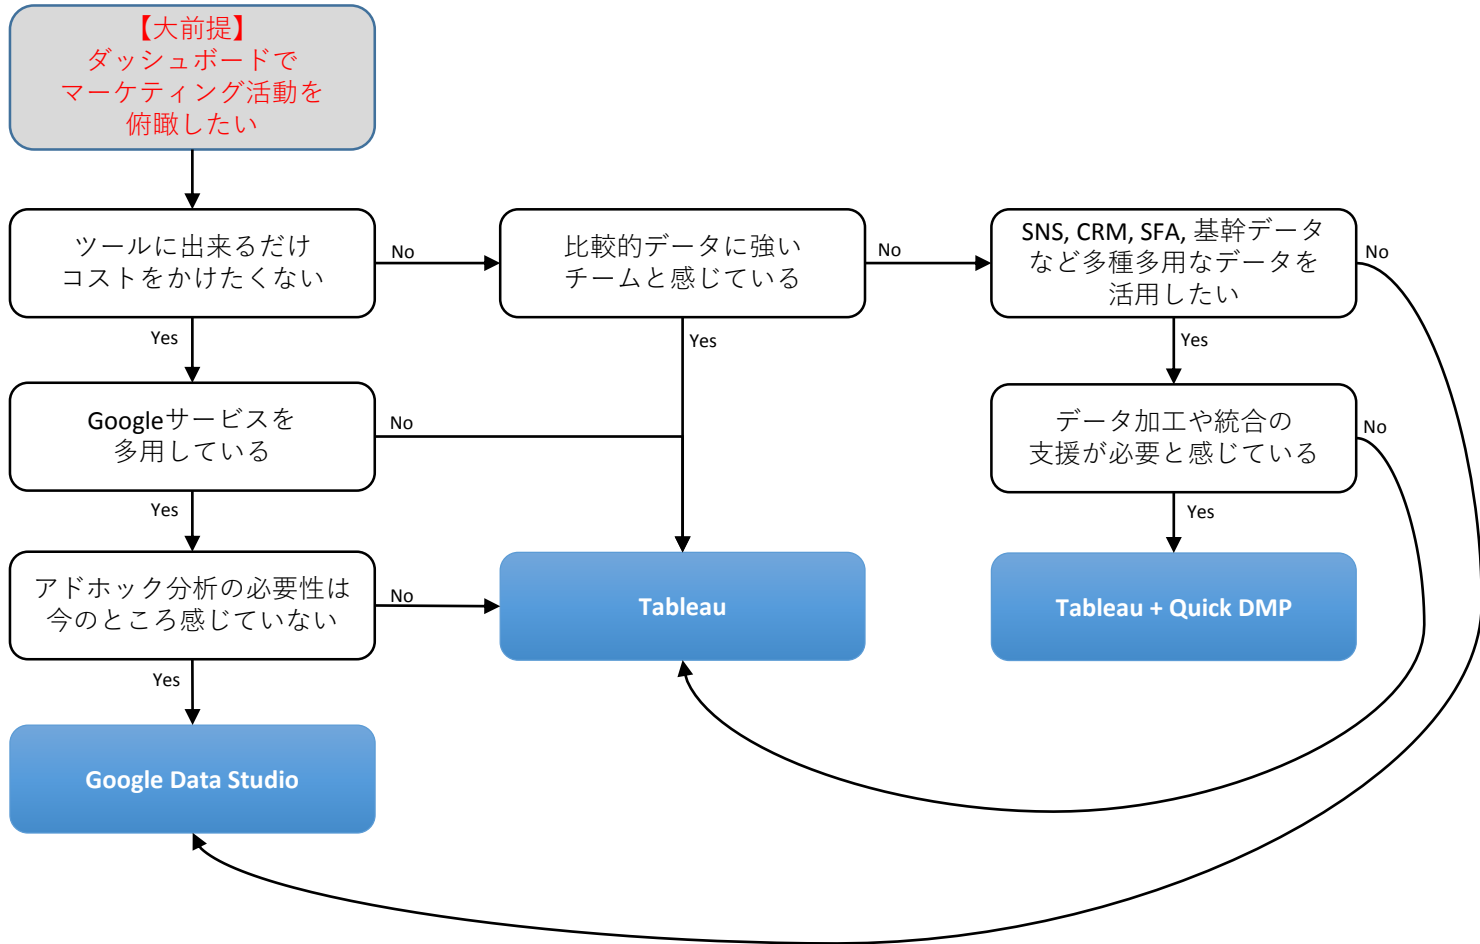 【大前提】
ダッシュボードで
マーケティング活動を
俯瞰したい
ツールに出来るだけ
コストをかけたくない
No
比較的データに強い
チームと感じている
No
SNS, CRM, SFA, 基幹データ
など多種多用なデータを
活用したい
No
Yes
Yes
Yes
Googleサービスを
多用している
No
データ加工や統合の
支援が必要と感じている
No
Yes
Yes
アドホック分析の必要性は
今のところ感じていない
No
Tableau
Tableau + Quick DMP
Yes
Google Data Studio